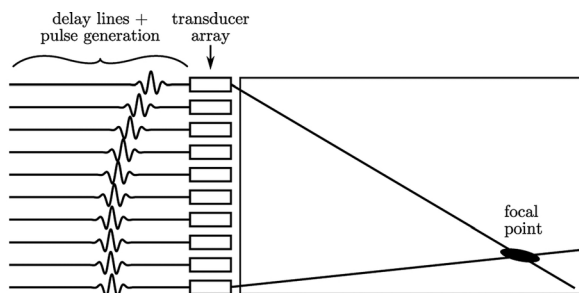 delay lines +
pulse generation
transducer
array
focal
point